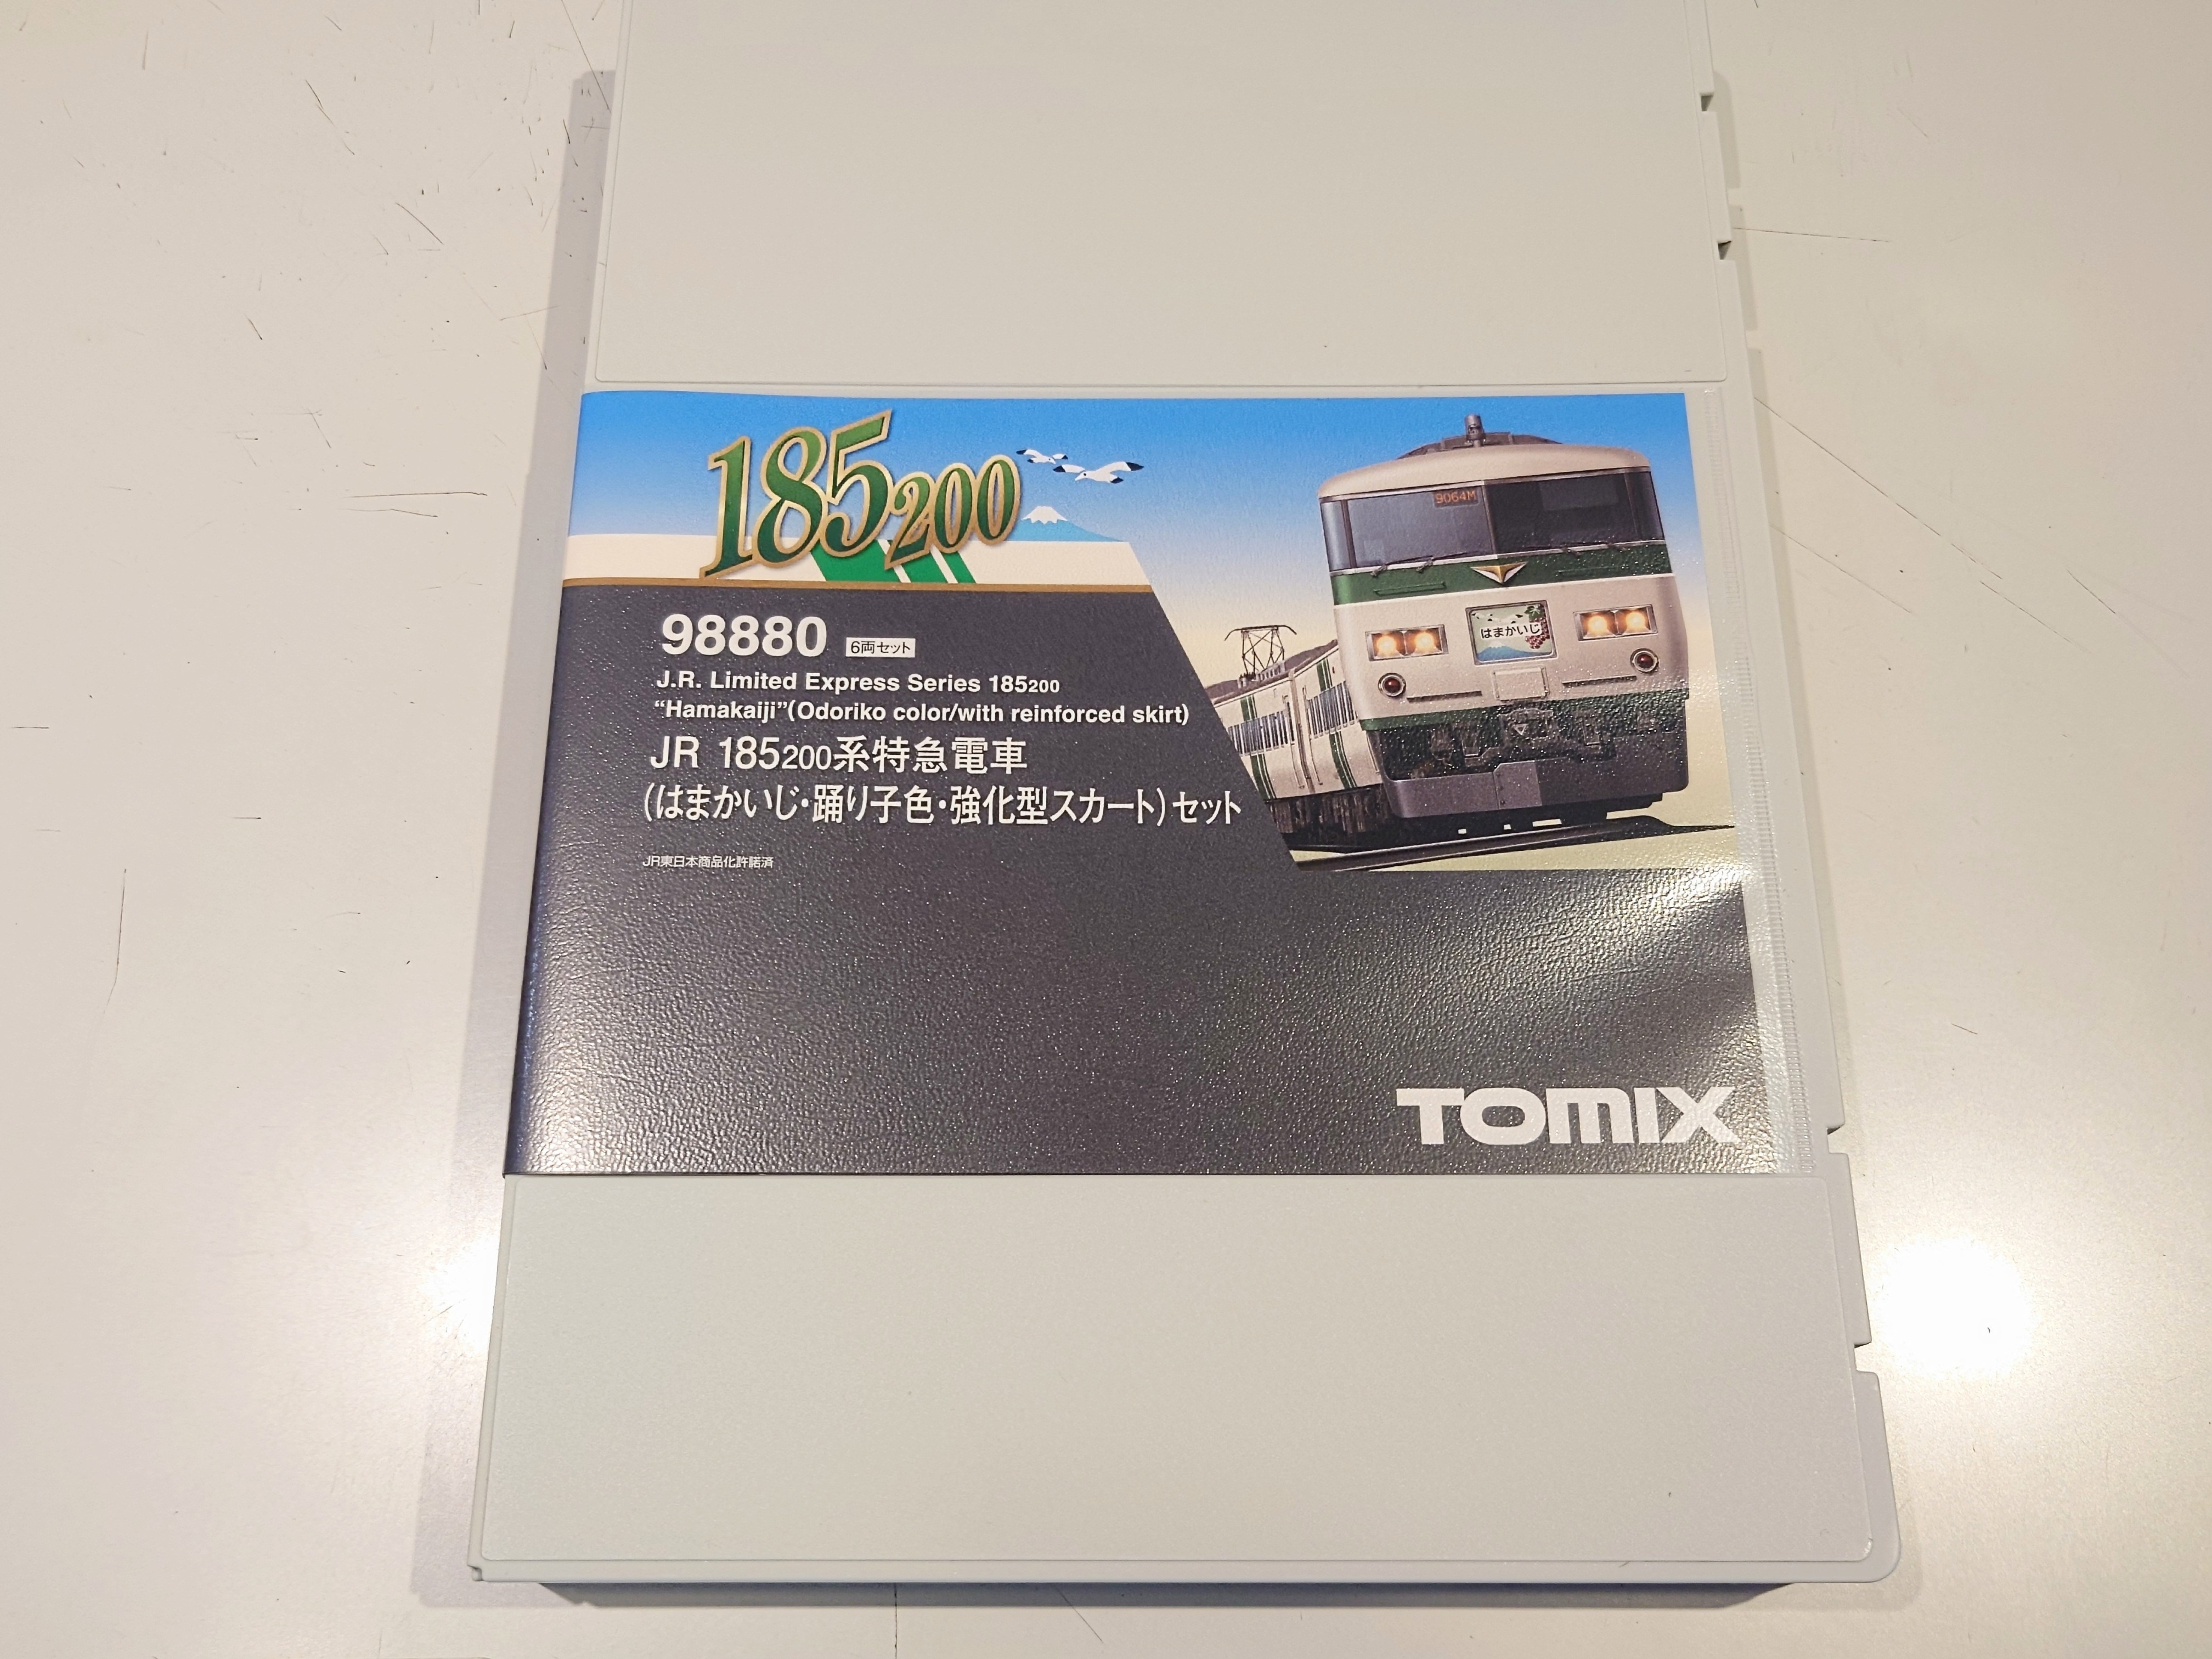 185200
9064M
はまかいじ
98880 6両セット
J.R. Limited Express Series 185200
“Hamakaiji”(Odoriko color/with reinforced skirt)
JR 185200系特急電車
(はまかいじ・踊り子色・強化型スカート)セット
JR東日本商品化許諾済
TOMIX